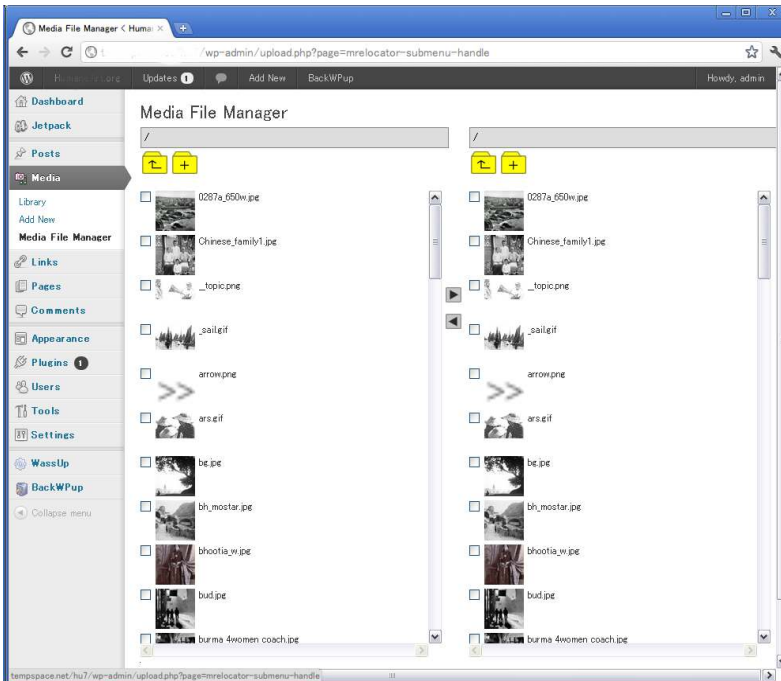 Media File Manager < Huma
/wp-admin/upload.php?page=mrelocator-submenu-handle
Updates 1 Add New BackWPup Howdy, admin
Dashboard
Jetpack
Posts
Media
Library
Add New
Media File Manager
Links
Pages
Comments
Appearance
Plugins 1
Users
Tools
Settings
WassUp
BackWPup
Collapse menu
Media File Manager
/
0287a_650w.jpg
Chinese_family1.jpg
_topic.png
_sail.gif
arrow.png
>>
ars.gif
bg.jpg
bh_mostar.jpg
bhootia_w.jpg
bud.jpg
burma 4women coach.jpg
/
0287a_650w.jpg
Chinese_family1.jpg
_topic.png
_sail.gif
arrow.png
>>
ars.gif
bg.jpg
bh_mostar.jpg
bhootia_w.jpg
bud.jpg
burma 4women coach.jpg
tempspace.net/hu7/wp-admin/upload.php?page=mrelocator-submenu-handle